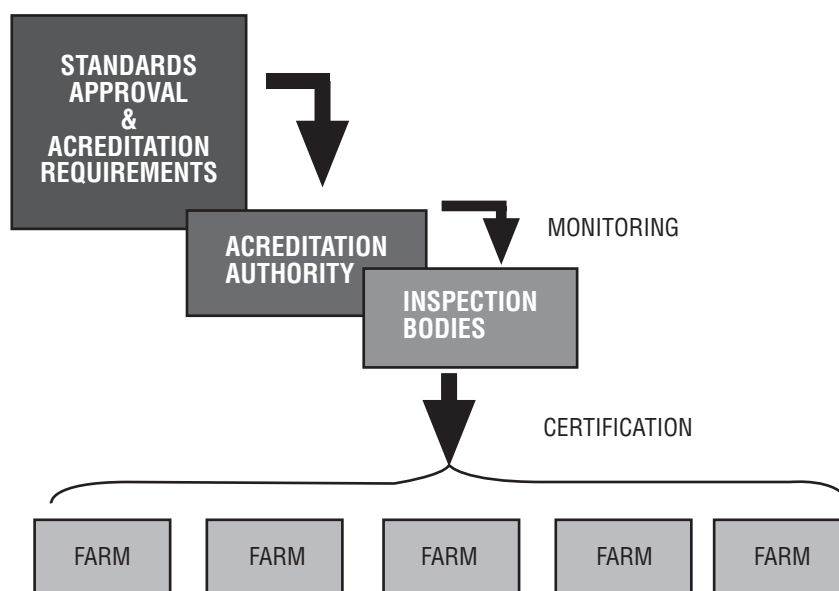 STANDARDS
APPROVAL
&
ACREDITATION
REQUIREMENTS
ACREDITATION
AUTHORITY
MONITORING
INSPECTION
BODIES
CERTIFICATION
FARM
FARM
FARM
FARM
FARM